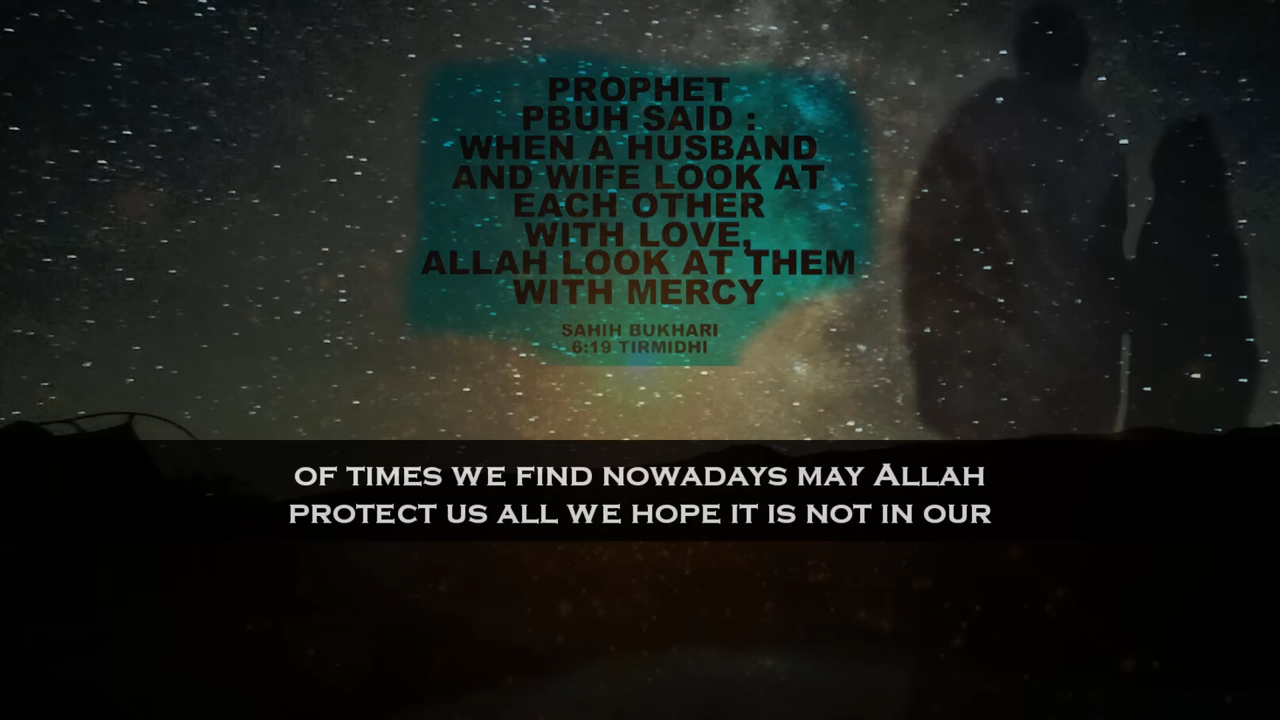 PROPHET
PBUH SAID :
WHEN A HUSBAND
AND WIFE LOOK AT
EACH OTHER
WITH LOVE,
ALLAH LOOK AT THEM
WITH MERCY
SAHIH BUKHARI
6:19 TIRMIDHI
OF TIMES WE FIND NOWADAYS MAY ALLAH
PROTECT US ALL WE HOPE IT IS NOT IN OUR